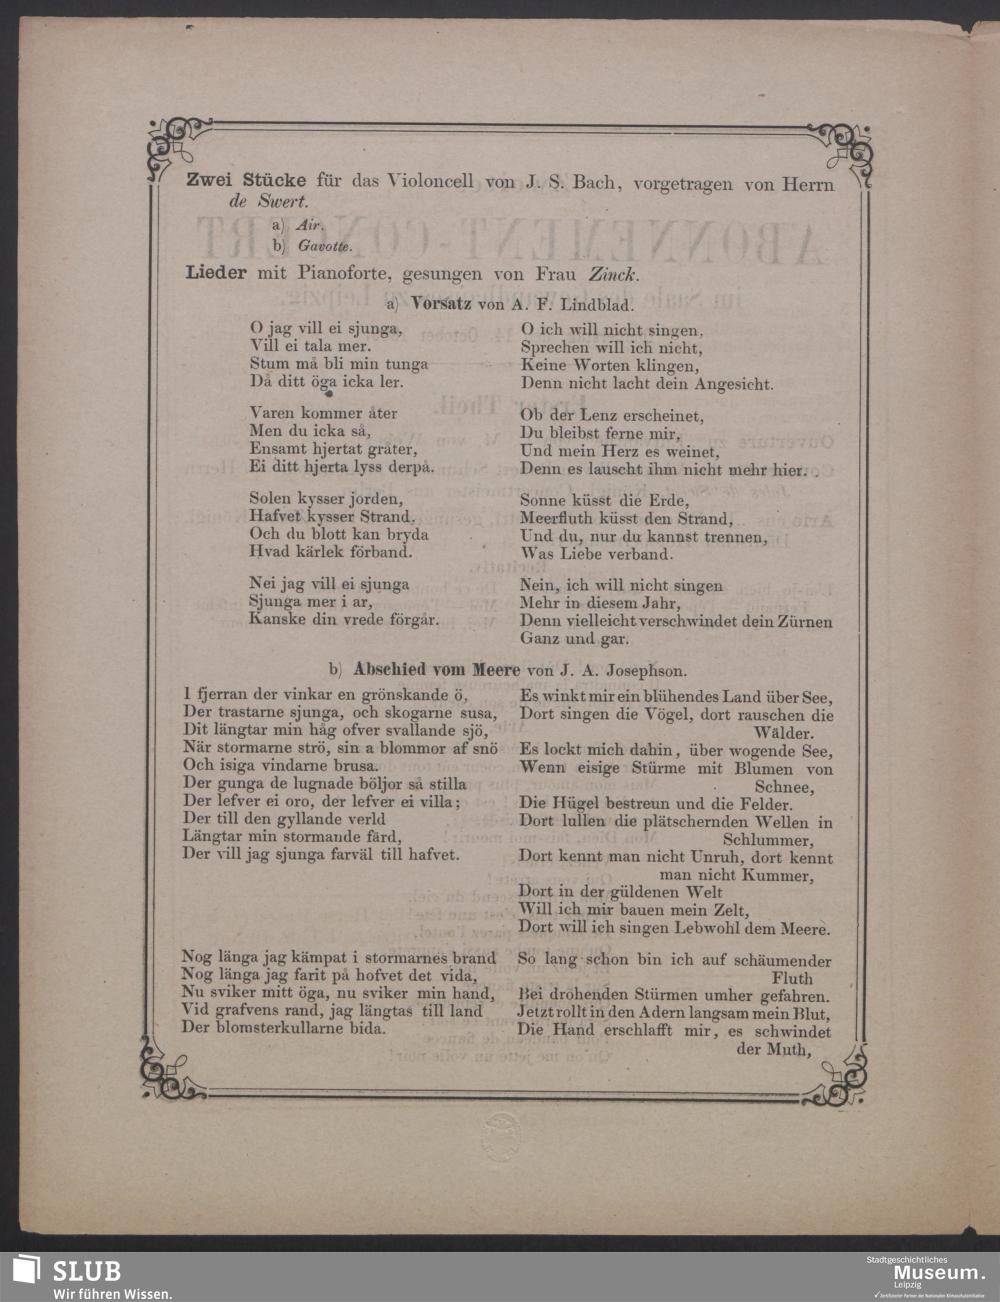 Zwei Stücke für das Violoncell von J. S. Bach, vorgetragen von Herrn
de Swert.
a) Air.
b) Gavotte.
Lieder mit Pianoforte, gesungen von Frau Zinck.
a) Vorsatz von A. F. Lindblad.
O jag vill ei sjunga,
Vill ei tala mer.
Stum må bli min tunga
Då ditt öga icka ler.
Varen kommer åter
Men du icka så,
Ensamt hjertat gråter,
Ei ditt hjerta lyss derpå.
Solen kysser jorden,
Hafvet kysser Strand,
Och du blott kan bryda
Hvad kärlek förband.
Nei jag vill ei sjunga
Sjunga mer i ar,
Kanske din vrede förgår.
O ich will nicht singen,
Sprechen will ich nicht,
Keine Worten klingen,
Denn nicht lacht dein Angesicht.
Ob der Lenz erscheinet,
Du bleibst ferne mir,
Und mein Herz es weinet,
Denn es lauscht ihm nicht mehr hier.
Sonne küsst die Erde,
Meerfluth küsst den Strand,
Und du, nur du kannst trennen,
Was Liebe verband.
Nein, ich will nicht singen
Mehr in diesem Jahr,
Denn vielleicht verschwindet dein Zürnen
Ganz und gar.
b) Abschied vom Meere von J. A. Josephson.
I fjerran der vinkar en grönskande ö,
Der trastarne sjunga, och skogarne susa,
Dit längtar min håg ofver svallande sjö,
När stormarne strö, sin a blommor af snö
Och isiga vindarne brusa.
Der gunga de lugnade böljor så stilla
Der lefver ei oro, der lefver ei villa;
Der till den gyllande verld
Längtar min stormande färd,
Der vill jag sjunga farväl till hafvet.
Es winkt mir ein blühendes Land über See,
Dort singen die Vögel, dort rauschen die
Wälder.
Es lockt mich dahin, über wogende See,
Wenn eisige Stürme mit Blumen von
Schnee,
Die Hügel bestreun und die Felder.
Dort lullen die plätschernden Wellen in
Schlummer,
Dort kennt man nicht Unruh, dort kennt
man nicht Kummer,
Dort in der güldenen Welt
Will ich mir bauen mein Zelt,
Dort will ich singen Lebwohl dem Meere.
Nog länga jag kämpat i stormarnes brand
Nog länga jag farit på hofvet det vida,
Nu sviker mitt öga, nu sviker min hand,
Vid grafvens rand, jag längtas till land
Der blomsterkullarne bida.
So lang schon bin ich auf schäumender
Fluth
Bei drohenden Stürmen umher gefahren.
Jetzt rollt in den Adern langsam mein Blut,
Die Hand erschlafft mir, es schwindet
der Muth,
SLUB
Wir führen Wissen.
Stadtgeschichtliches
Museum.
Leipzig
Zertifizierter Partner der Nationalen Klimaschutzinitiative